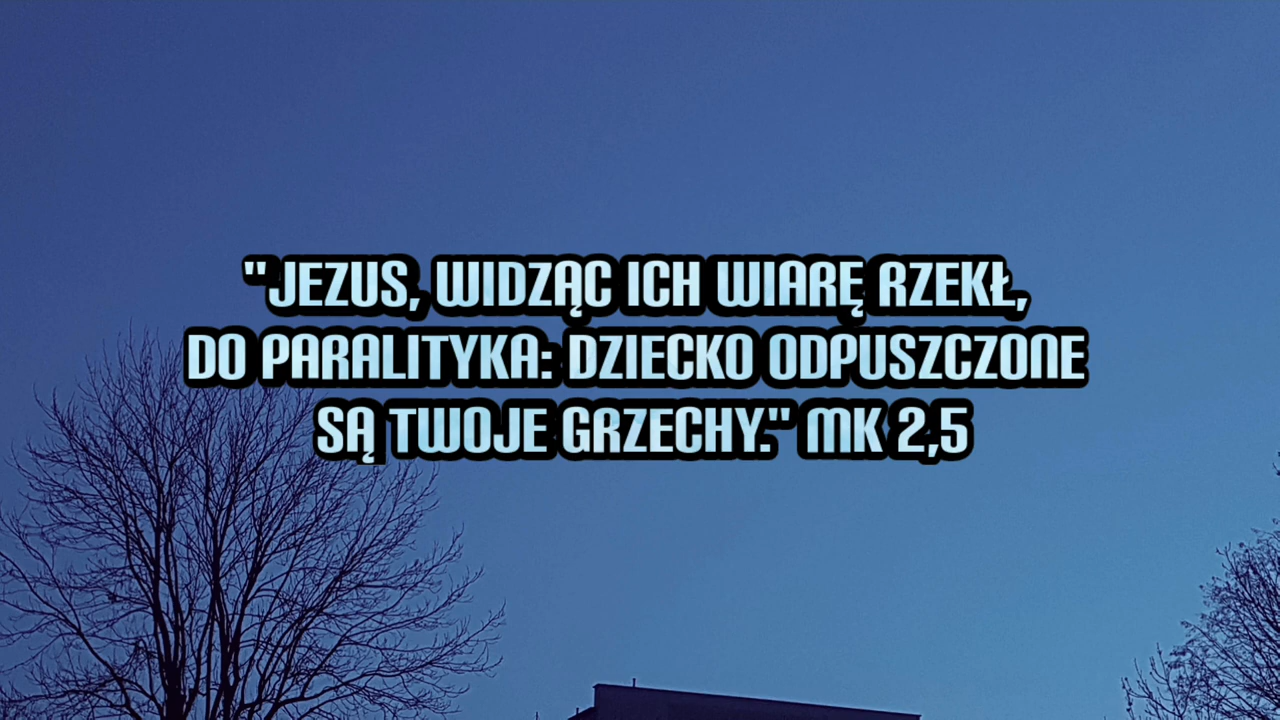 "JEZUS, WIDZĄC ICH WIARĘ RZEKŁ,
DO PARALITYKA: DZIECKO ODPUSZCZONE
SĄ TWOJE GRZECHY." MK 2,5